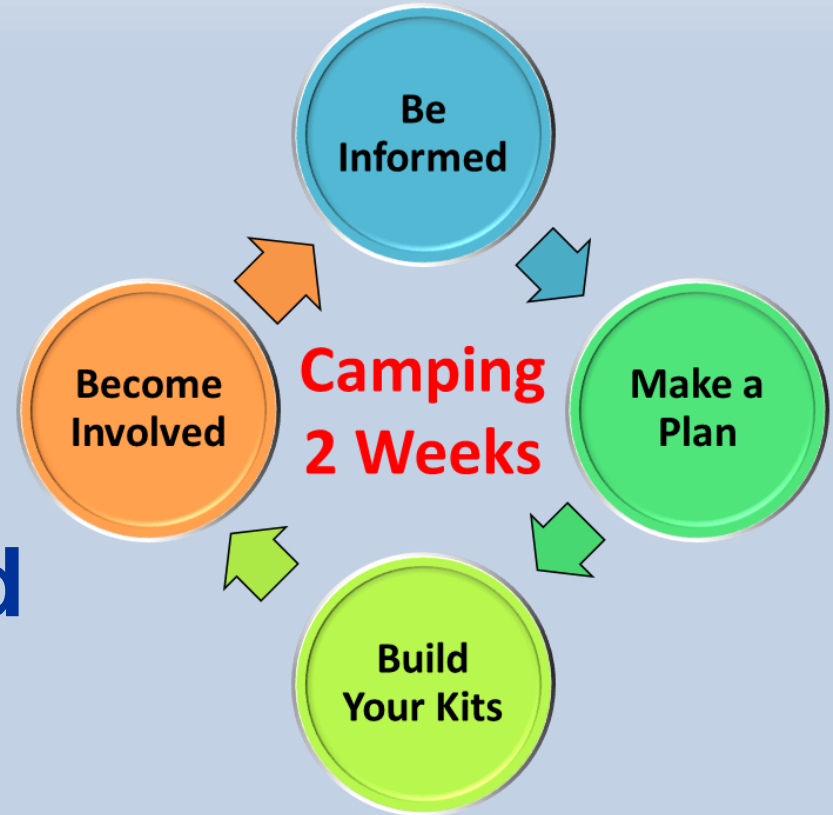 Be
Informed
Camping
2 Weeks
Become
Involved
Make a
Plan
Build
Your Kits